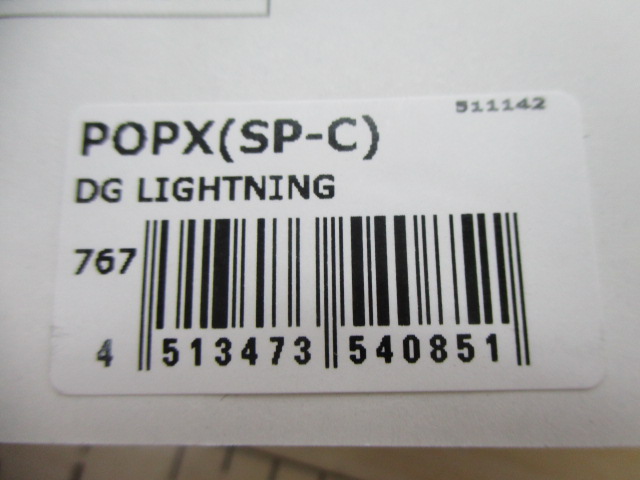 511142
POPX(SP-C)
DG LIGHTNING
767
4 513473 540851